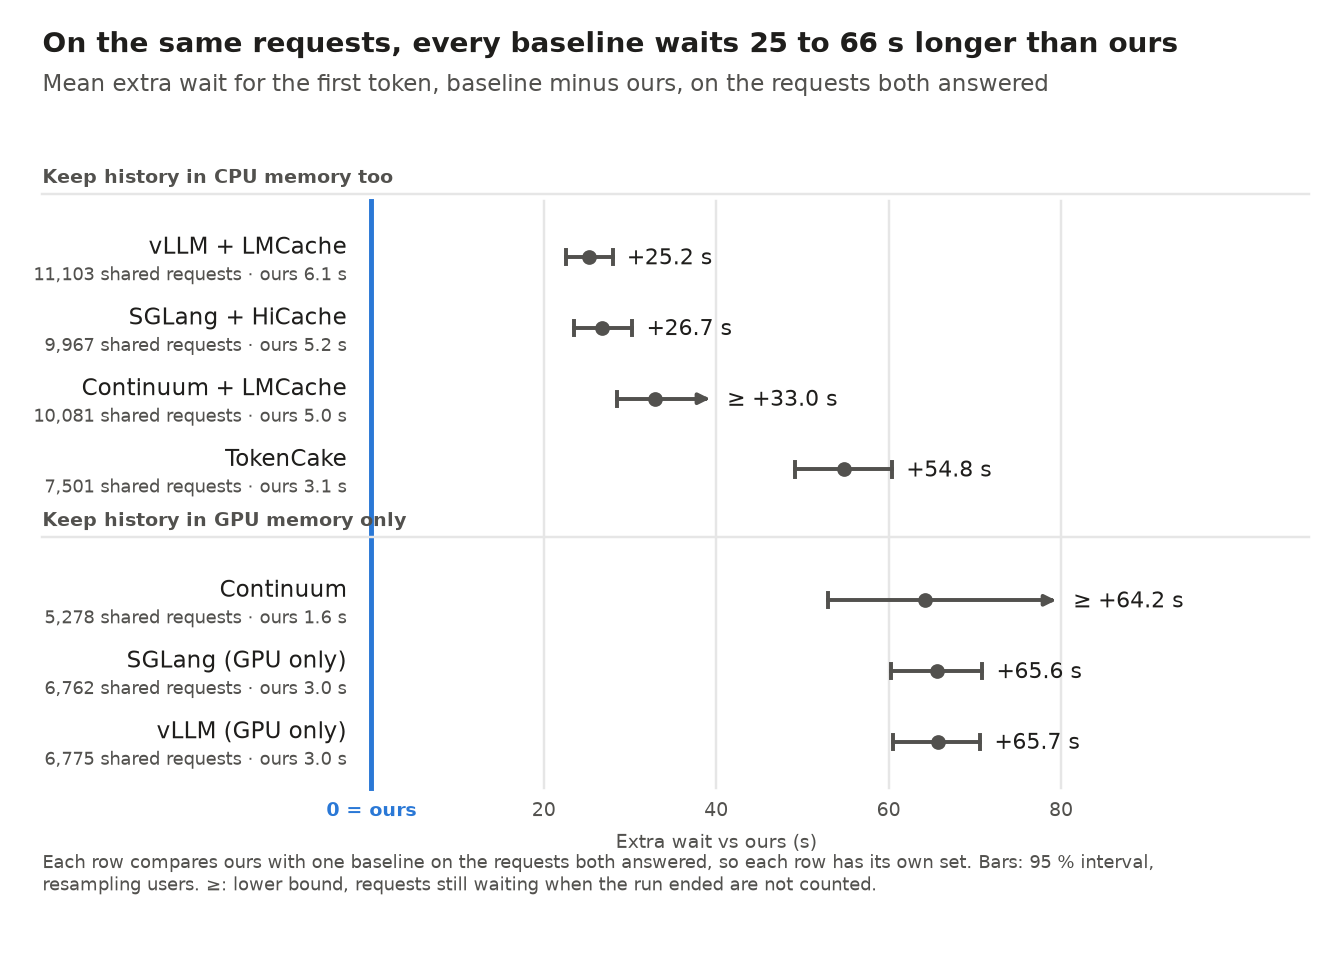 On the same requests, every baseline waits 25 to 66 s longer than ours
Mean extra wait for the first token, baseline minus ours, on the requests both answered
Keep history in CPU memory too
vLLM + LMCache
11,103 shared requests · ours 6.1 s
+25.2 s
SGLang + HiCache
9,967 shared requests · ours 5.2 s
+26.7 s
Continuum + LMCache
10,081 shared requests · ours 5.0 s
≥ +33.0 s
TokenCake
7,501 shared requests · ours 3.1 s
+54.8 s
Keep history in GPU memory only
Continuum
5,278 shared requests · ours 1.6 s
≥ +64.2 s
SGLang (GPU only)
6,762 shared requests · ours 3.0 s
+65.6 s
vLLM (GPU only)
6,775 shared requests · ours 3.0 s
+65.7 s
0 = ours 20 40 60 80
Extra wait vs ours (s)
Each row compares ours with one baseline on the requests both answered, so each row has its own set. Bars: 95 % interval,
resampling users. ≥: lower bound, requests still waiting when the run ended are not counted.